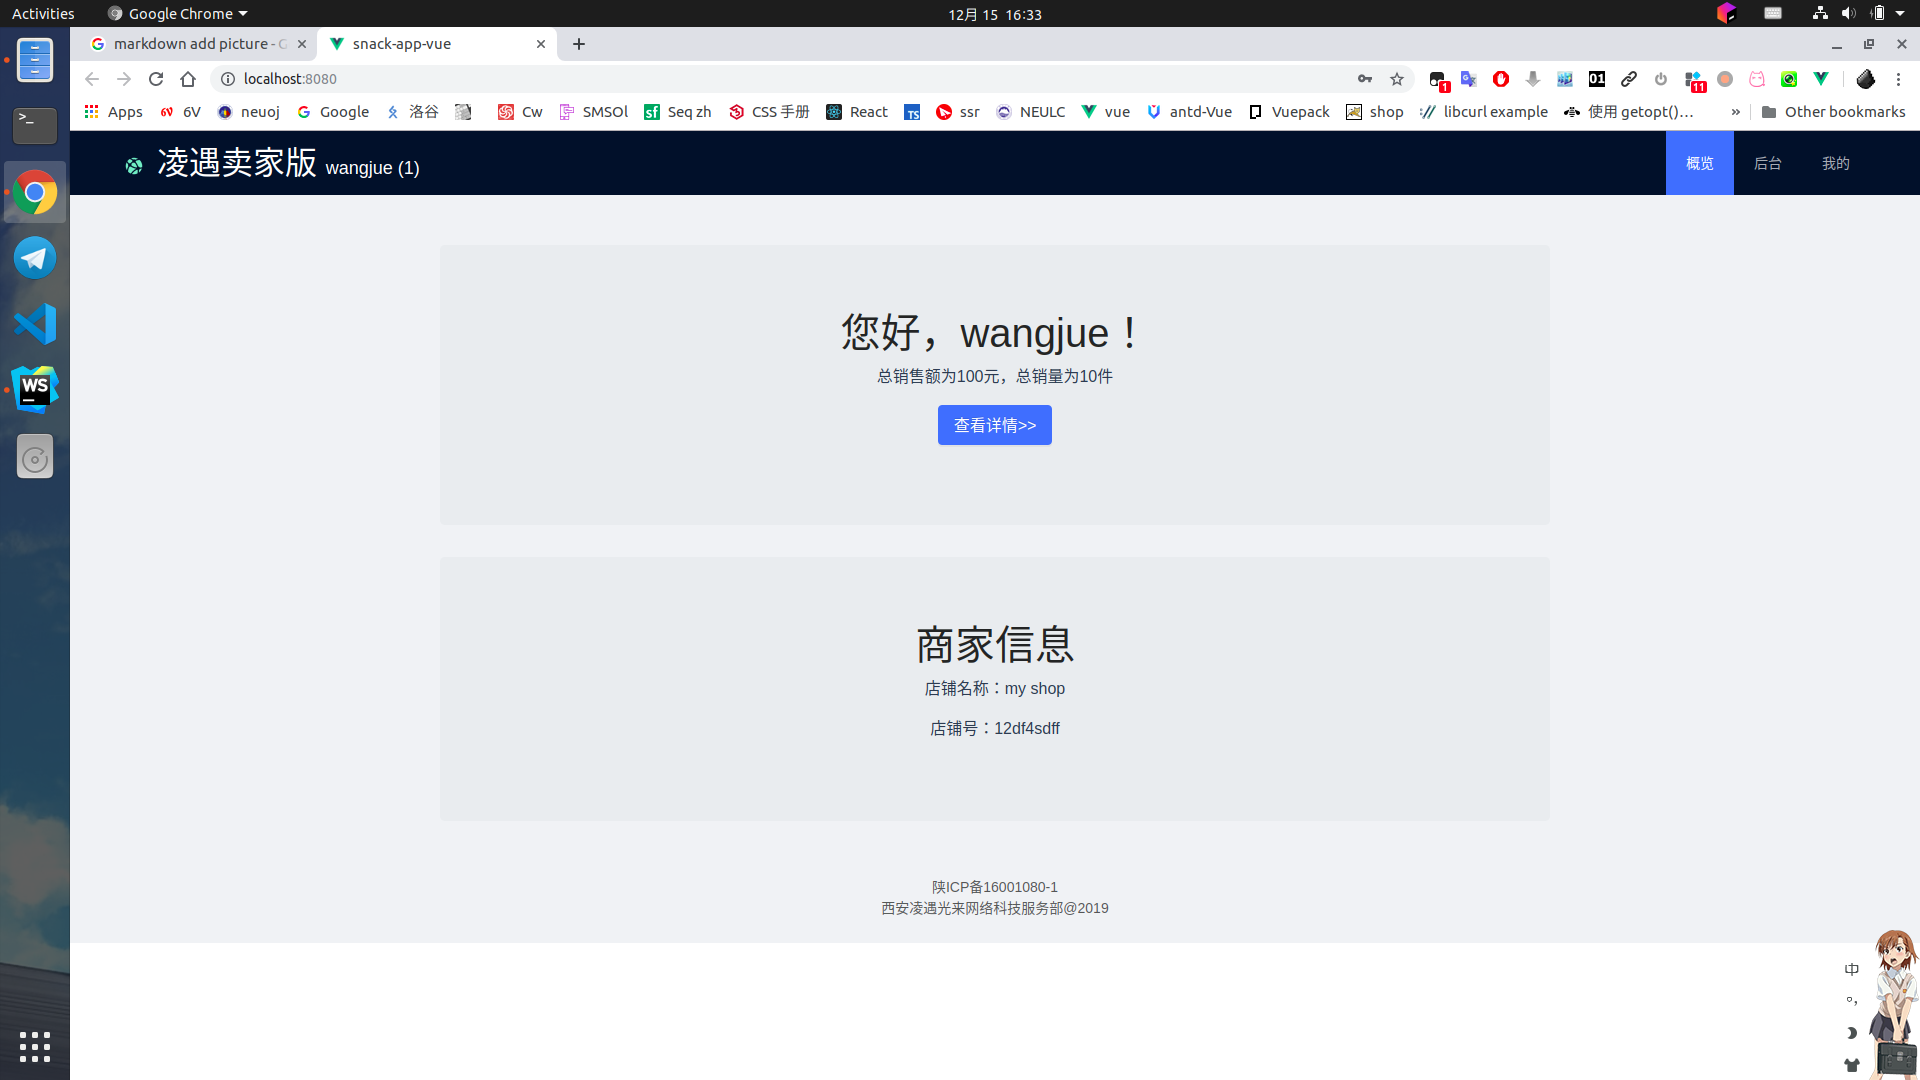 Activities
Google Chrome
12月 15 16:33
markdown add picture - G
snack-app-vue
localhost:8080
1
01
11
Apps
6V
neuoj
Google
洛谷
Cw
SMSOl
Seq zh
CSS 手册
React
ssr
NEULC
vue
antd-Vue
Vuepack
shop
libcurl example
使用 getopt()…
»
Other bookmarks
凌遇卖家版 wangjue (1)
概览
后台
我的
您好，wangjue！
总销售额为100元，总销量为10件
查看详情>>
商家信息
店铺名称：my shop
店铺号：12df4sdff
陕ICP备16001080-1
西安凌遇光来网络科技服务部@2019
中
°，
>_
WS
sf
TS